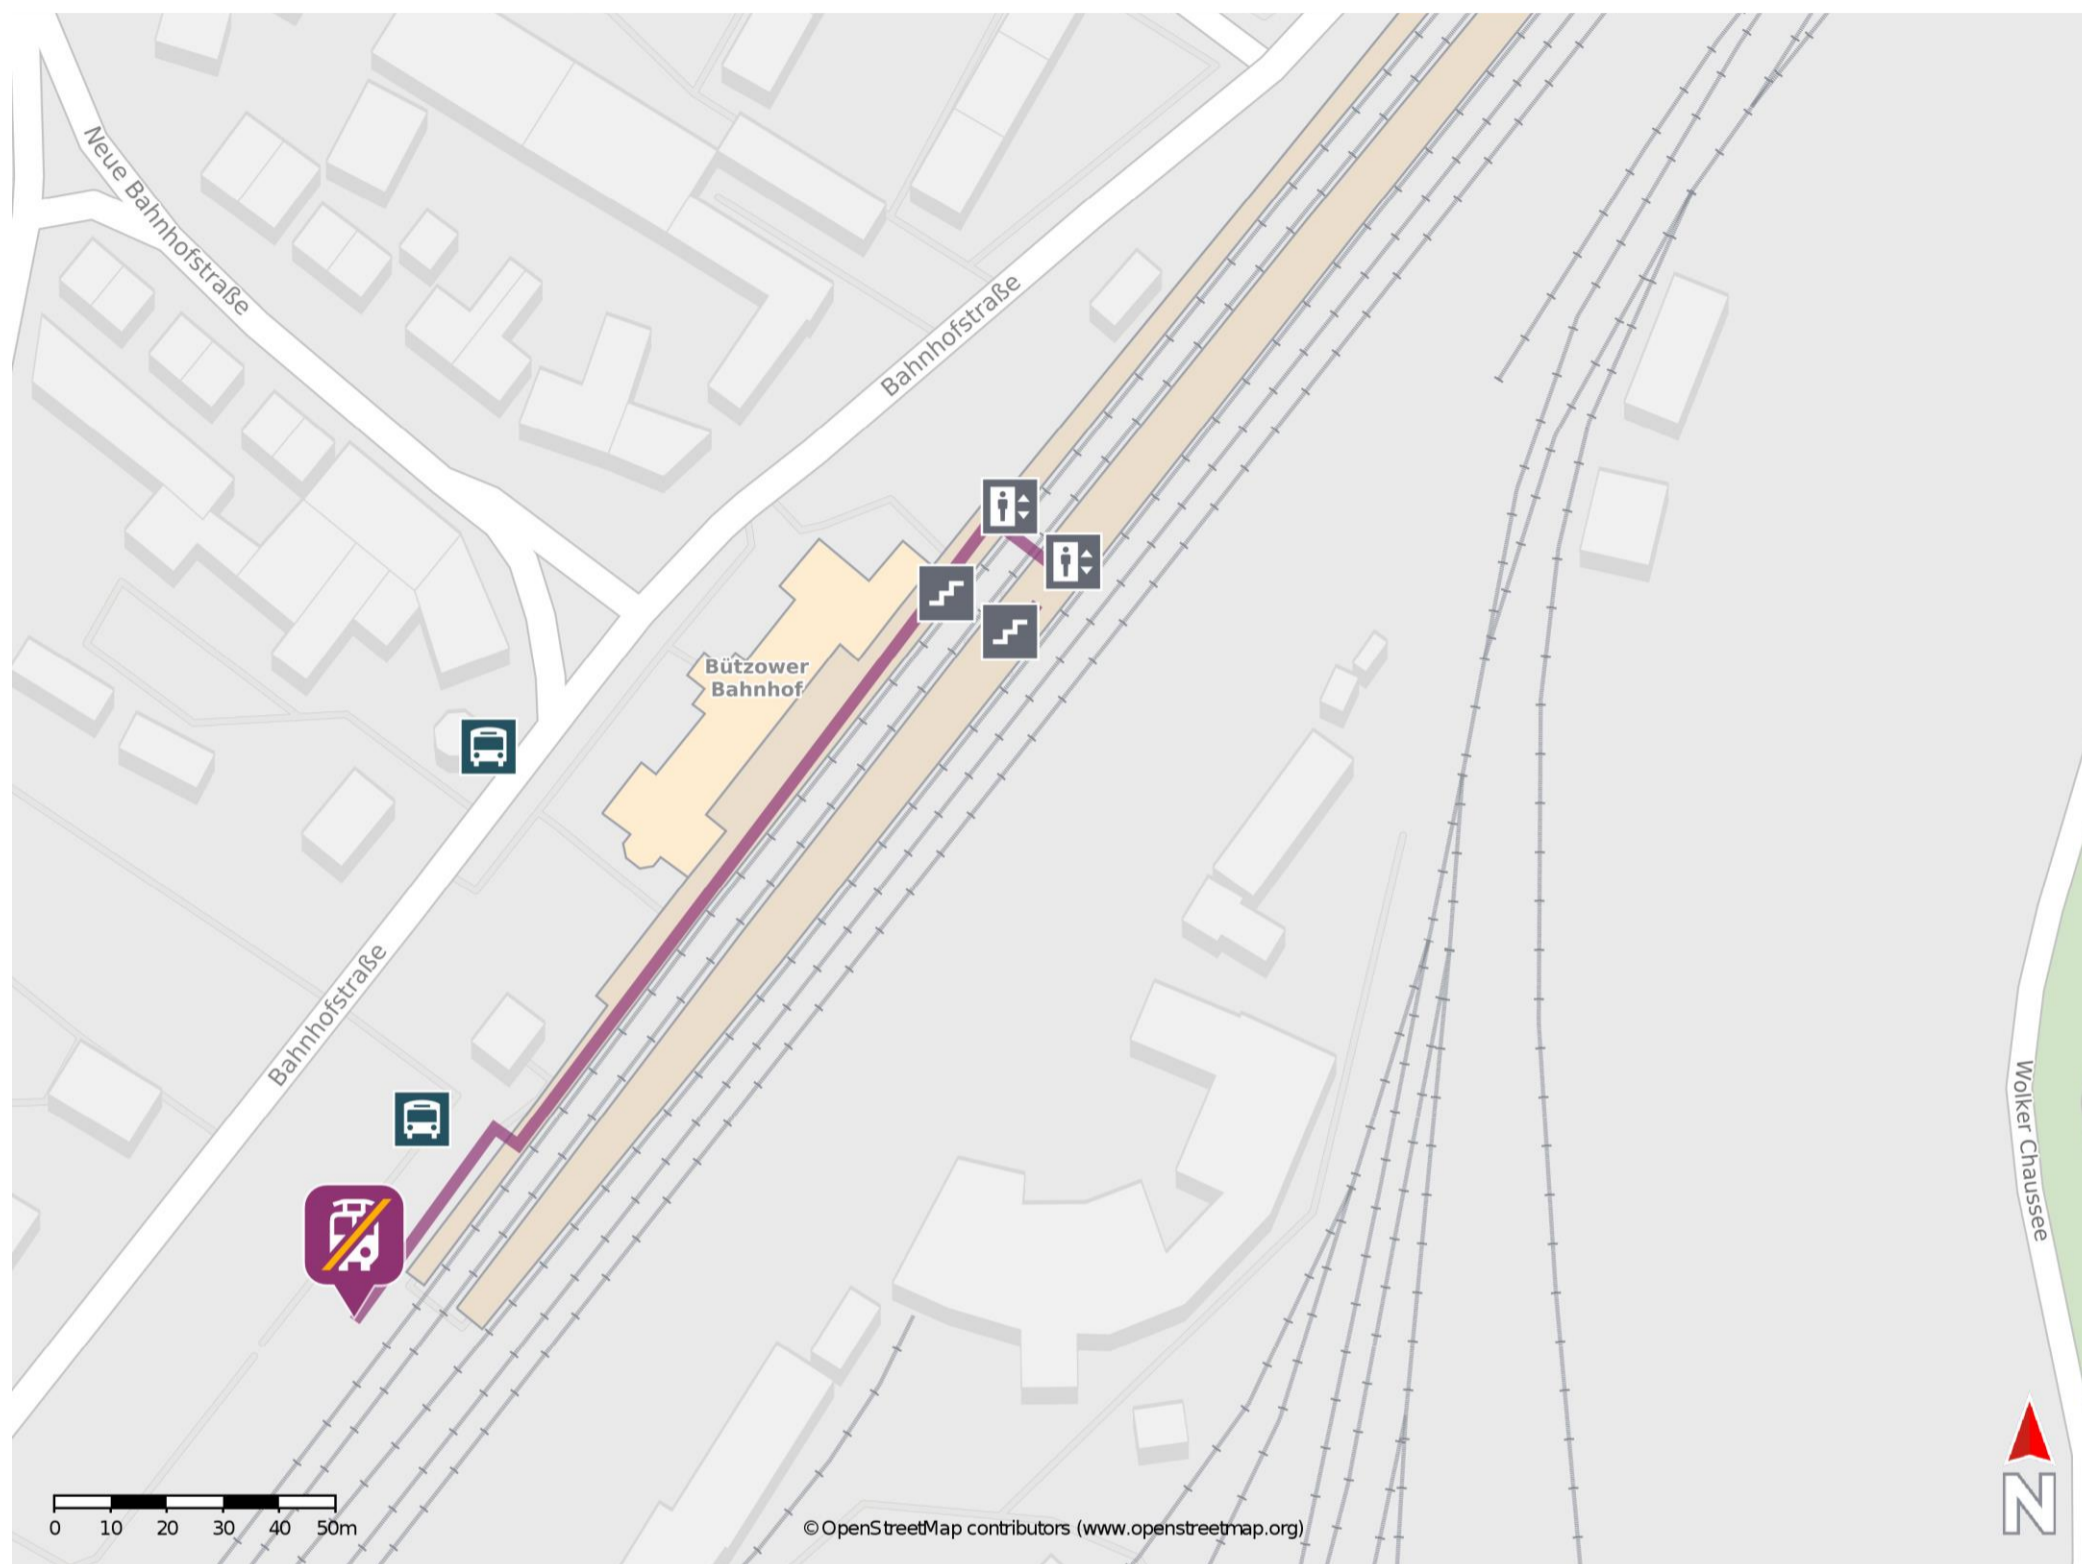 Neue Bahnhofstraße
Bahnhofstraße
Bützower
Bahnhof
Bahnhofstraße
Wolker Chaussee
N
0 10 20 30 40 50m
© OpenStreetMap contributors (www.openstreetmap.org)